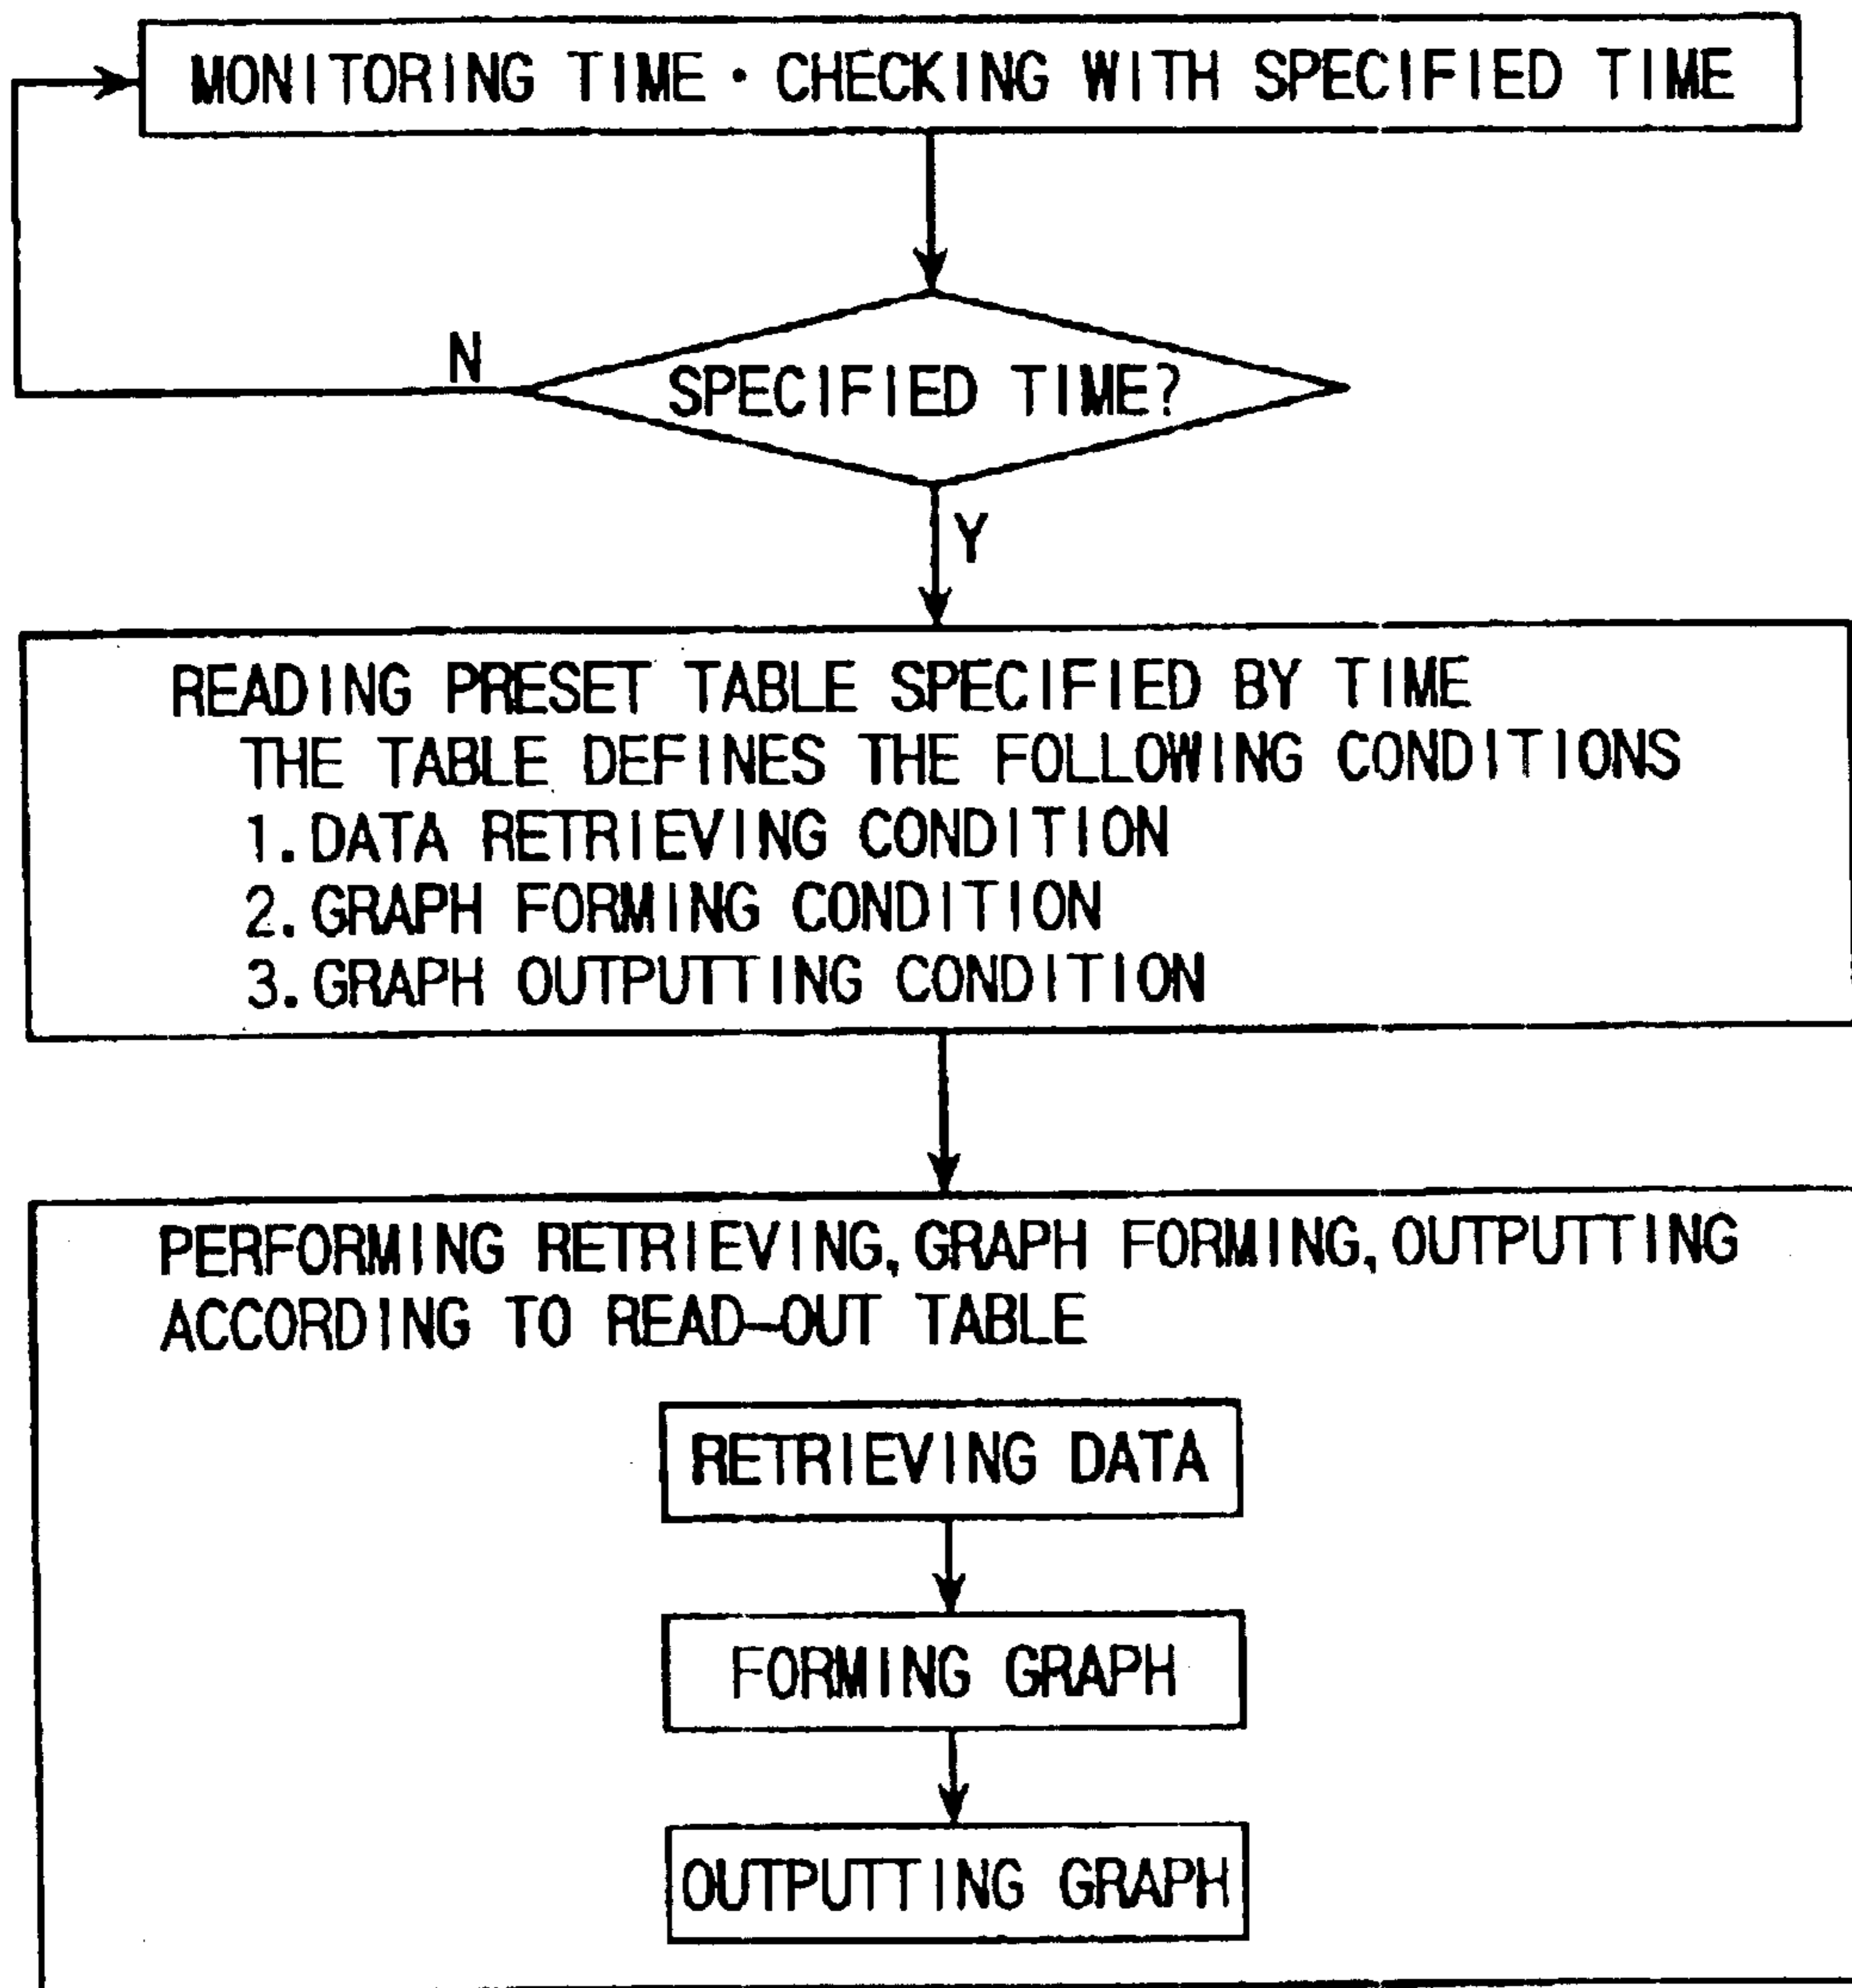 MONITORING TIME・CHECKING WITH SPECIFIED TIME
N
SPECIFIED TIME?
Y
READING PRESET TABLE SPECIFIED BY TIME
THE TABLE DEFINES THE FOLLOWING CONDITIONS
1. DATA RETRIEVING CONDITION
2. GRAPH FORMING CONDITION
3. GRAPH OUTPUTTING CONDITION
PERFORMING RETRIEVING, GRAPH FORMING, OUTPUTTING
ACCORDING TO READ-OUT TABLE
RETRIEVING DATA
FORMING GRAPH
OUTPUTTING GRAPH